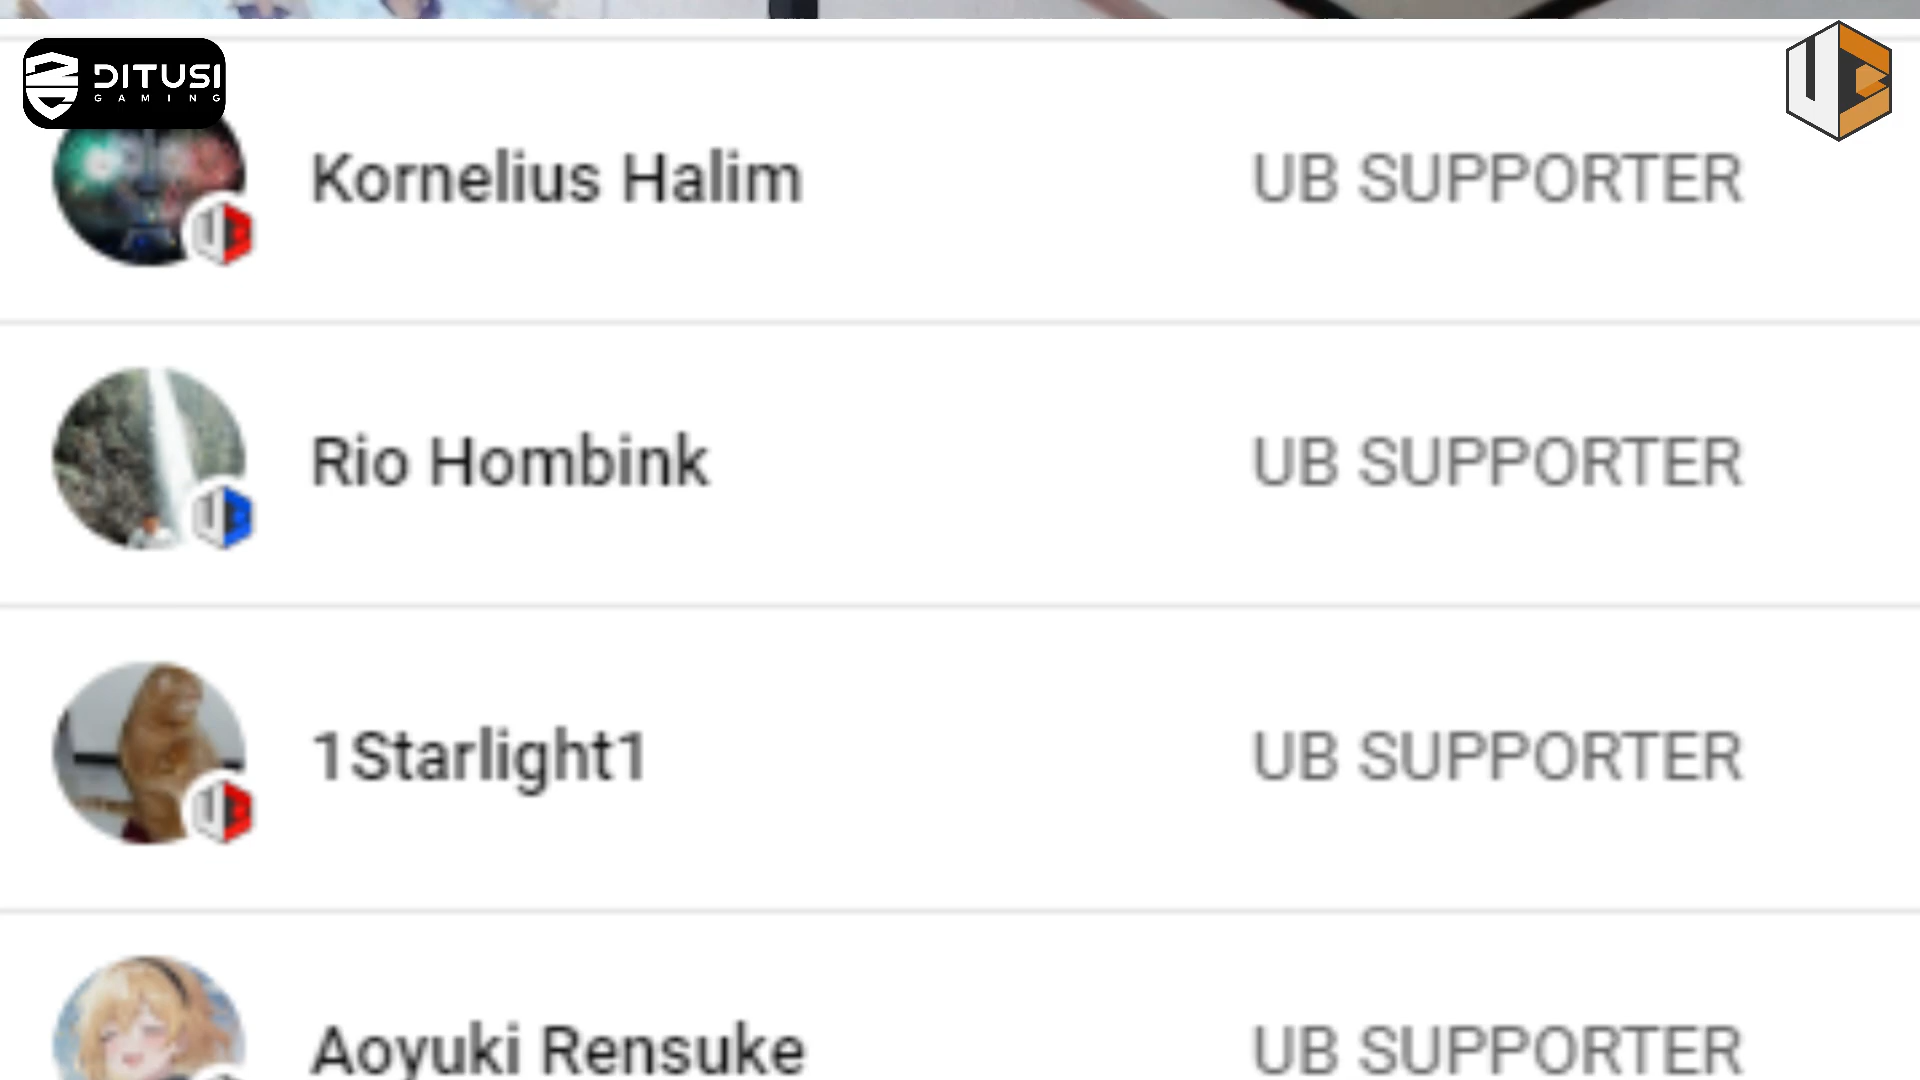 DITUSI
GAMING
Kornelius Halim UB SUPPORTER
Rio Hombink UB SUPPORTER
1Starlight1 UB SUPPORTER
Aoyuki Rensuke UB SUPPORTER